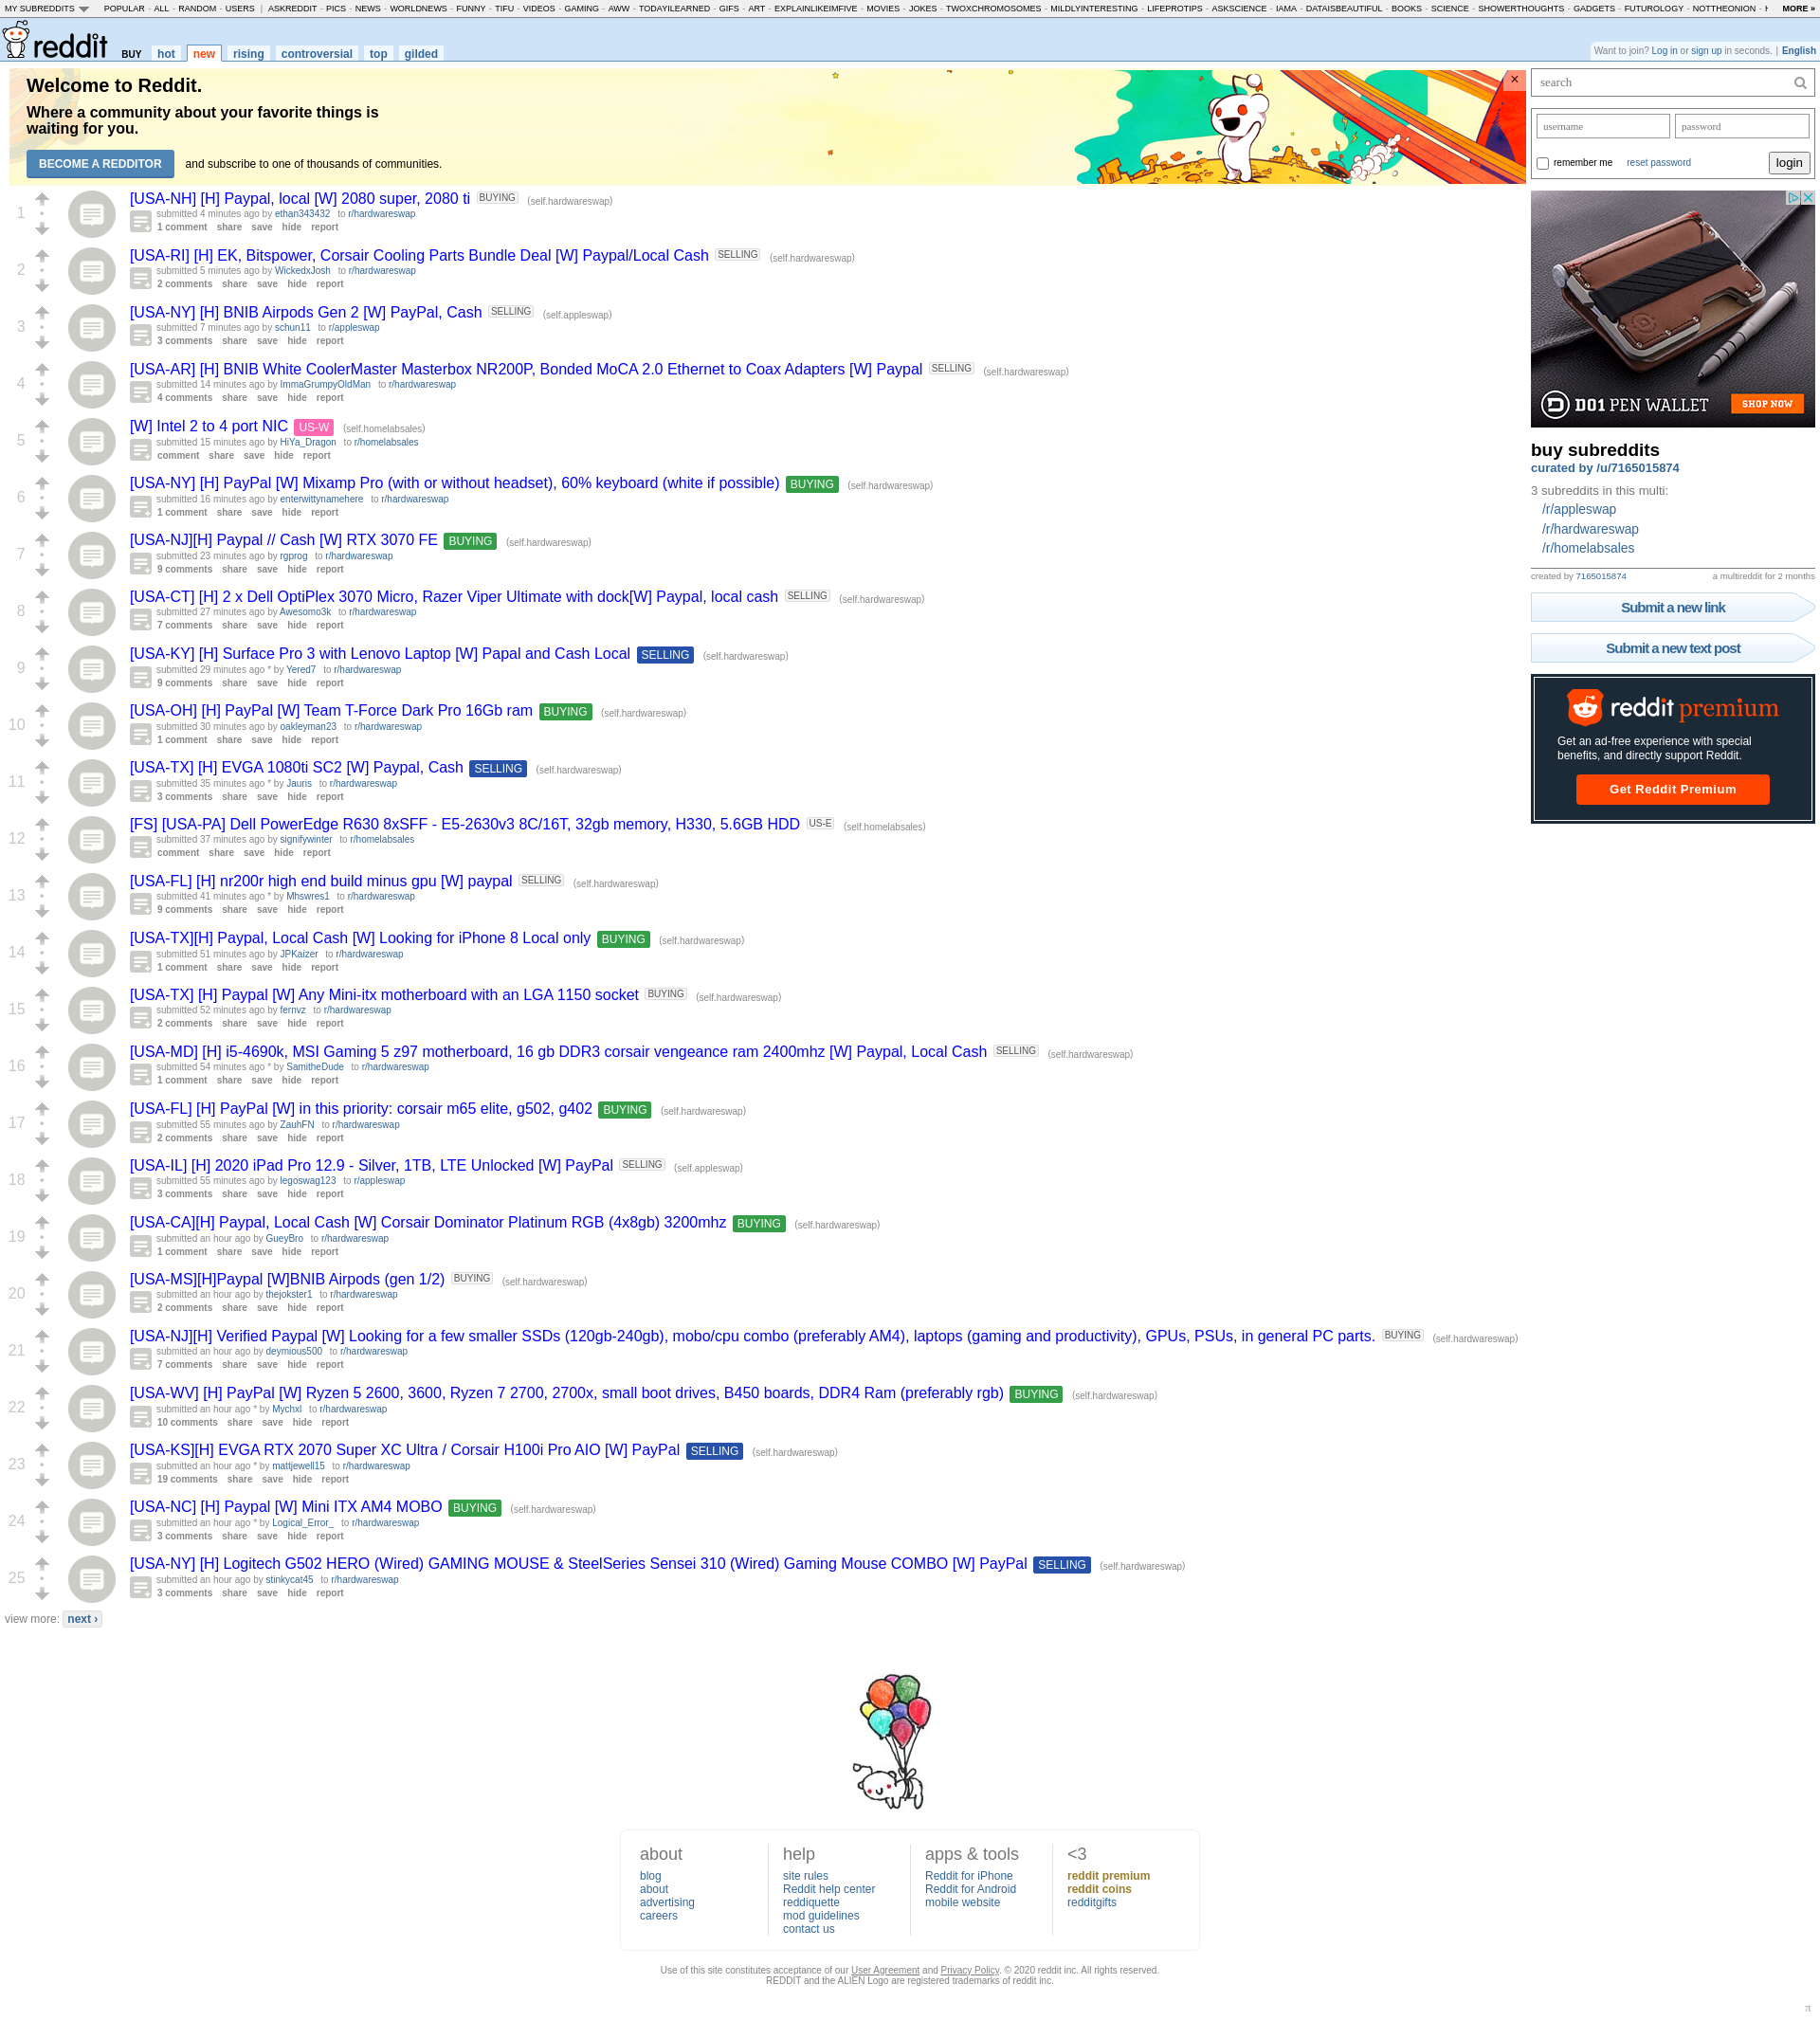 MY SUBREDDITS POPULAR - ALL - RANDOM - USERS | ASKREDDIT - PICS - NEWS - WORLDNEWS - FUNNY - TIFU - VIDEOS - GAMING - AWW - TODAYILEARNED - GIFS - ART - EXPLAINLIKEIMFIVE - MOVIES - JOKES - TWOXCHROMOSOMES - MILDLYINTERESTING - LIFEPROTIPS - ASKSCIENCE - IAMA - DATAISBEAUTIFUL - BOOKS - SCIENCE - SHOWERTHOUGHTS - GADGETS - FUTUROLOGY - NOTTHEONION - MORE »
reddit BUY hot new rising controversial top gilded
Want to join? Log in or sign up in seconds. | English
Welcome to Reddit.
Where a community about your favorite things is
waiting for you.
BECOME A REDDITOR and subscribe to one of thousands of communities.
×
search
username password
remember me reset password login
1
[USA-NH] [H] Paypal, local [W] 2080 super, 2080 ti BUYING (self.hardwareswap)
submitted 4 minutes ago by ethan343432 to r/hardwareswap
1 comment share save hide report
2
[USA-RI] [H] EK, Bitspower, Corsair Cooling Parts Bundle Deal [W] Paypal/Local Cash SELLING (self.hardwareswap)
submitted 5 minutes ago by WickedxJosh to r/hardwareswap
2 comments share save hide report
3
[USA-NY] [H] BNIB Airpods Gen 2 [W] PayPal, Cash SELLING (self.appleswap)
submitted 7 minutes ago by schun11 to r/appleswap
3 comments share save hide report
4
[USA-AR] [H] BNIB White CoolerMaster Masterbox NR200P, Bonded MoCA 2.0 Ethernet to Coax Adapters [W] Paypal SELLING (self.hardwareswap)
submitted 14 minutes ago by ImmaGrumpyOldMan to r/hardwareswap
4 comments share save hide report
5
[W] Intel 2 to 4 port NIC US-W (self.homelabsales)
submitted 15 minutes ago by HiYa_Dragon to r/homelabsales
comment share save hide report
6
[USA-NY] [H] PayPal [W] Mixamp Pro (with or without headset), 60% keyboard (white if possible) BUYING (self.hardwareswap)
submitted 16 minutes ago by enterwittynamehere to r/hardwareswap
1 comment share save hide report
7
[USA-NJ][H] Paypal // Cash [W] RTX 3070 FE BUYING (self.hardwareswap)
submitted 23 minutes ago by rgprog to r/hardwareswap
9 comments share save hide report
8
[USA-CT] [H] 2 x Dell OptiPlex 3070 Micro, Razer Viper Ultimate with dock[W] Paypal, local cash SELLING (self.hardwareswap)
submitted 27 minutes ago by Awesomo3k to r/hardwareswap
7 comments share save hide report
9
[USA-KY] [H] Surface Pro 3 with Lenovo Laptop [W] Papal and Cash Local SELLING (self.hardwareswap)
submitted 29 minutes ago * by Yered7 to r/hardwareswap
9 comments share save hide report
10
[USA-OH] [H] PayPal [W] Team T-Force Dark Pro 16Gb ram BUYING (self.hardwareswap)
submitted 30 minutes ago by oakleyman23 to r/hardwareswap
1 comment share save hide report
11
[USA-TX] [H] EVGA 1080ti SC2 [W] Paypal, Cash SELLING (self.hardwareswap)
submitted 35 minutes ago * by Jauris to r/hardwareswap
3 comments share save hide report
12
[FS] [USA-PA] Dell PowerEdge R630 8xSFF - E5-2630v3 8C/16T, 32gb memory, H330, 5.6GB HDD US-E (self.homelabsales)
submitted 37 minutes ago by signifywinter to r/homelabsales
comment share save hide report
13
[USA-FL] [H] nr200r high end build minus gpu [W] paypal SELLING (self.hardwareswap)
submitted 41 minutes ago * by Mhswres1 to r/hardwareswap
9 comments share save hide report
14
[USA-TX][H] Paypal, Local Cash [W] Looking for iPhone 8 Local only BUYING (self.hardwareswap)
submitted 51 minutes ago by JPKaizer to r/hardwareswap
1 comment share save hide report
15
[USA-TX] [H] Paypal [W] Any Mini-itx motherboard with an LGA 1150 socket BUYING (self.hardwareswap)
submitted 52 minutes ago by fernvz to r/hardwareswap
2 comments share save hide report
16
[USA-MD] [H] i5-4690k, MSI Gaming 5 z97 motherboard, 16 gb DDR3 corsair vengeance ram 2400mhz [W] Paypal, Local Cash SELLING (self.hardwareswap)
submitted 54 minutes ago * by SamitheDude to r/hardwareswap
1 comment share save hide report
17
[USA-FL] [H] PayPal [W] in this priority: corsair m65 elite, g502, g402 BUYING (self.hardwareswap)
submitted 55 minutes ago by ZauhFN to r/hardwareswap
2 comments share save hide report
18
[USA-IL] [H] 2020 iPad Pro 12.9 - Silver, 1TB, LTE Unlocked [W] PayPal SELLING (self.appleswap)
submitted 55 minutes ago by legoswag123 to r/appleswap
3 comments share save hide report
19
[USA-CA][H] Paypal, Local Cash [W] Corsair Dominator Platinum RGB (4x8gb) 3200mhz BUYING (self.hardwareswap)
submitted an hour ago by GueyBro to r/hardwareswap
1 comment share save hide report
20
[USA-MS][H]Paypal [W]BNIB Airpods (gen 1/2) BUYING (self.hardwareswap)
submitted an hour ago by thejokster1 to r/hardwareswap
2 comments share save hide report
21
[USA-NJ][H] Verified Paypal [W] Looking for a few smaller SSDs (120gb-240gb), mobo/cpu combo (preferably AM4), laptops (gaming and productivity), GPUs, PSUs, in general PC parts. BUYING (self.hardwareswap)
submitted an hour ago by deymious500 to r/hardwareswap
7 comments share save hide report
22
[USA-WV] [H] PayPal [W] Ryzen 5 2600, 3600, Ryzen 7 2700, 2700x, small boot drives, B450 boards, DDR4 Ram (preferably rgb) BUYING (self.hardwareswap)
submitted an hour ago * by Mychxl to r/hardwareswap
10 comments share save hide report
23
[USA-KS][H] EVGA RTX 2070 Super XC Ultra / Corsair H100i Pro AIO [W] PayPal SELLING (self.hardwareswap)
submitted an hour ago * by mattjewell15 to r/hardwareswap
19 comments share save hide report
24
[USA-NC] [H] Paypal [W] Mini ITX AM4 MOBO BUYING (self.hardwareswap)
submitted an hour ago * by Logical_Error_ to r/hardwareswap
3 comments share save hide report
25
[USA-NY] [H] Logitech G502 HERO (Wired) GAMING MOUSE & SteelSeries Sensei 310 (Wired) Gaming Mouse COMBO [W] PayPal SELLING (self.hardwareswap)
submitted an hour ago by stinkycat45 to r/hardwareswap
3 comments share save hide report
view more: next ›
D01 PEN WALLET SHOP NOW
buy subreddits
curated by /u/7165015874
3 subreddits in this multi:
/r/appleswap
/r/hardwareswap
/r/homelabsales
created by 7165015874 a multireddit for 2 months
Submit a new link
Submit a new text post
reddit premium
Get an ad-free experience with special
benefits, and directly support Reddit.
Get Reddit Premium
about
blog
about
advertising
careers
help
site rules
Reddit help center
reddiquette
mod guidelines
contact us
apps & tools
Reddit for iPhone
Reddit for Android
mobile website
<3
reddit premium
reddit coins
redditgifts
Use of this site constitutes acceptance of our User Agreement and Privacy Policy. © 2020 reddit inc. All rights reserved.
REDDIT and the ALIEN Logo are registered trademarks of reddit inc.
π